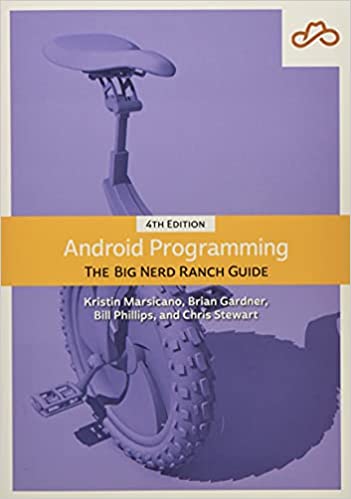 4TH EDITION
Android Programming
THE BIG NERD RANCH GUIDE
Kristin Marsicano, Brian Gardner,
Bill Phillips, and Chris Stewart